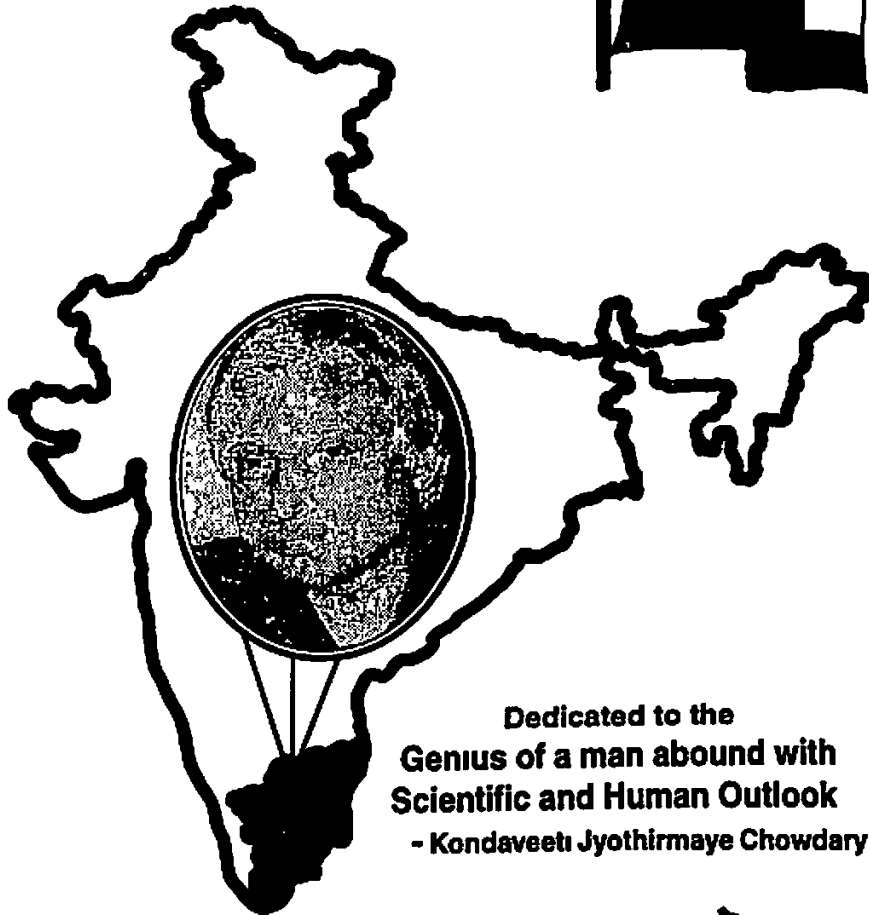 Dedicated to the
Genius of a man abound with
Scientific and Human Outlook
- Kondaveeti Jyothirmaye Chowdary